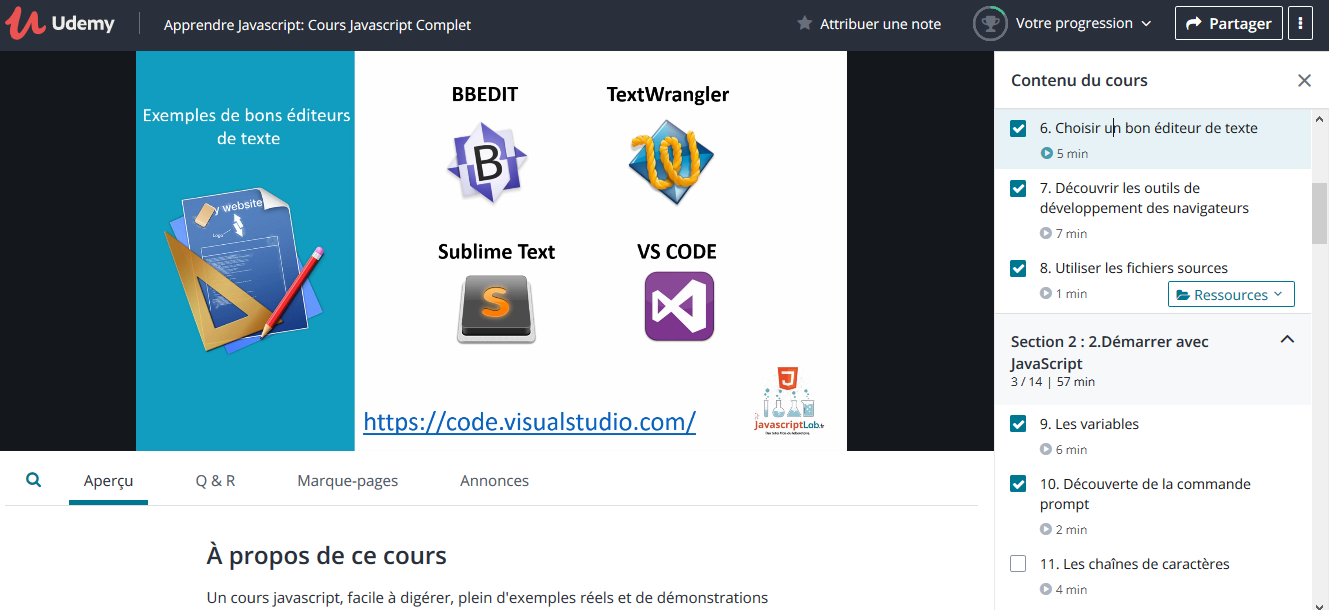 Udemy
Apprendre Javascript: Cours Javascript Complet
Attribuer une note
Votre progression
Partager
Exemples de bons éditeurs
de texte
y website
Logo
BBEDIT
TextWrangler
B
Sublime Text
VS CODE
S
https://code.visualstudio.com/
JavascriptLab.fr
Contenu du cours
6. Choisir un bon éditeur de texte
5 min
7. Découvrir les outils de
développement des navigateurs
7 min
8. Utiliser les fichiers sources
1 min
Ressources
Section 2 : 2.Démarrer avec
JavaScript
3 / 14 | 57 min
9. Les variables
6 min
10. Découverte de la commande
prompt
2 min
11. Les chaînes de caractères
4 min
Aperçu
Q & R
Marque-pages
Annonces
À propos de ce cours
Un cours javascript, facile à digérer, plein d'exemples réels et de démonstrations